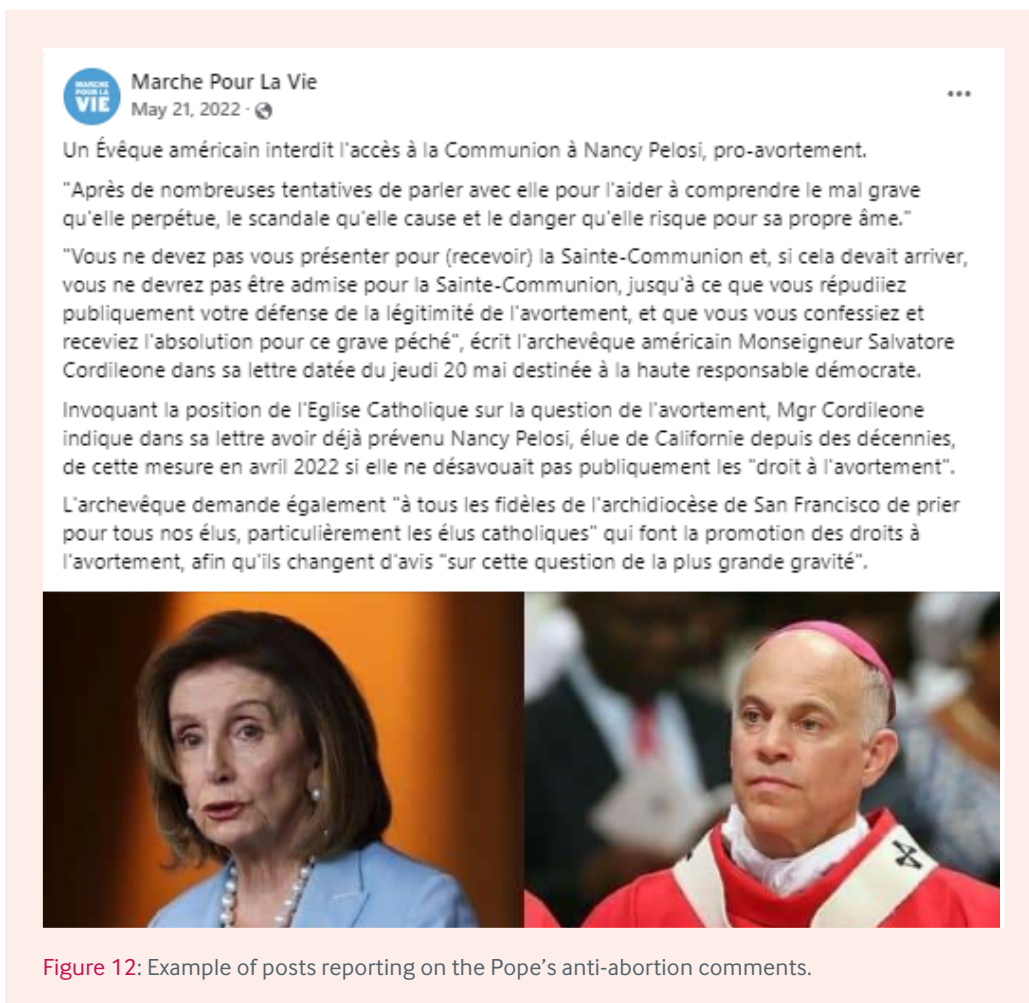 MARCHE
POUR LA
VIE
Marche Pour La Vie
May 21, 2022 ·
Un Évêque américain interdit l'accès à la Communion à Nancy Pelosi, pro-avortement.
"Après de nombreuses tentatives de parler avec elle pour l'aider à comprendre le mal grave
qu'elle perpétue, le scandale qu'elle cause et le danger qu'elle risque pour sa propre âme."
"Vous ne devez pas vous présenter pour (recevoir) la Sainte-Communion et, si cela devait arriver,
vous ne devrez pas être admise pour la Sainte-Communion, jusqu'à ce que vous répudiiez
publiquement votre défense de la légitimité de l'avortement, et que vous vous confessiez et
receviez l'absolution pour ce grave péché", écrit l'archevêque américain Monseigneur Salvatore
Cordileone dans sa lettre datée du jeudi 20 mai destinée à la haute responsable démocrate.
Invoquant la position de l'Eglise Catholique sur la question de l'avortement, Mgr Cordileone
indique dans sa lettre avoir déjà prévenu Nancy Pelosi, élue de Californie depuis des décennies,
de cette mesure en avril 2022 si elle ne désavouait pas publiquement les "droit à l'avortement".
L'archevêque demande également "à tous les fidèles de l'archidiocèse de San Francisco de prier
pour tous nos élus, particulièrement les élus catholiques" qui font la promotion des droits à
l'avortement, afin qu'ils changent d'avis "sur cette question de la plus grande gravité".
Figure 12: Example of posts reporting on the Pope's anti-abortion comments.